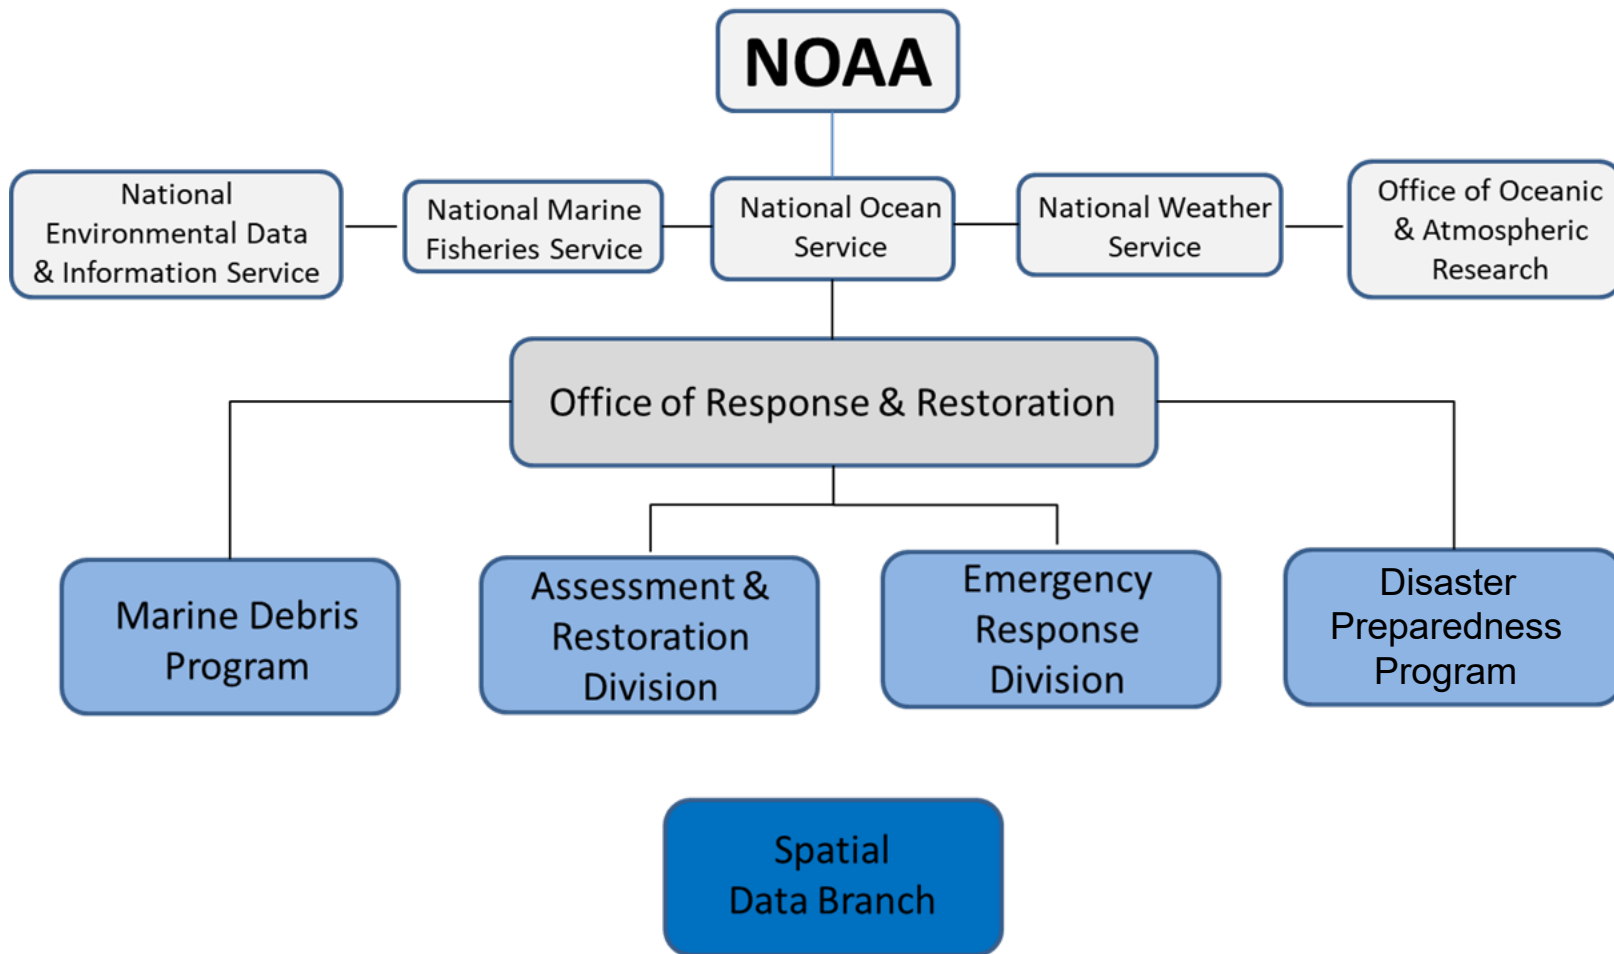 NOAA
National
Environmental Data
& Information Service
National Marine
Fisheries Service
National Ocean
Service
National Weather
Service
Office of Oceanic
& Atmospheric
Research
Office of Response & Restoration
Marine Debris
Program
Assessment &
Restoration
Division
Emergency
Response
Division
Disaster
Preparedness
Program
Spatial
Data Branch